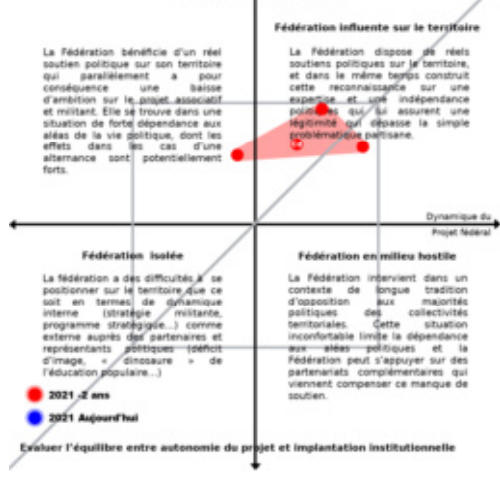 Fédération influente sur le territoire
La Fédération bénéficie d'un réel
soutien politique sur son territoire
qui parallèlement a pour
conséquence une baisse
d'ambition sur le projet associatif
et militant. Elle se trouve dans une
situation de forte dépendance aux
aléas de la vie politique, dont les
effets dans les cas d'une
alternance sont potentiellement
forts.
La Fédération dispose de réels
soutiens politiques sur le territoire,
et dans le même temps construit
cette reconnaissance sur une
expertise et une indépendance
politiques qui lui assurent une
légitimité qui dépasse la simple
problématique partisane.
Dynamique du
Projet fédéral
Fédération isolée
La fédération a des difficultés à se
positionner sur le territoire que ce
soit en termes de dynamique
interne (stratégie militante,
programme stratégique...) comme
externe auprès des partenaires et
représentants politiques (déficit
d'image, « dinosaure » de
l'éducation populaire...)
Fédération en milieu hostile
La Fédération intervient dans un
contexte de longue tradition
d'opposition aux majorités
politiques des collectivités
territoriales. Cette situation
inconfortable limite la dépendance
aux aléas politiques et la
Fédération peut s'appuyer sur des
partenariats complémentaires qui
viennent compenser ce manque de
soutien.
2021 -2 ans
2021 Aujourd'hui
Evaluer l'équilibre entre autonomie du projet et implantation institutionnelle